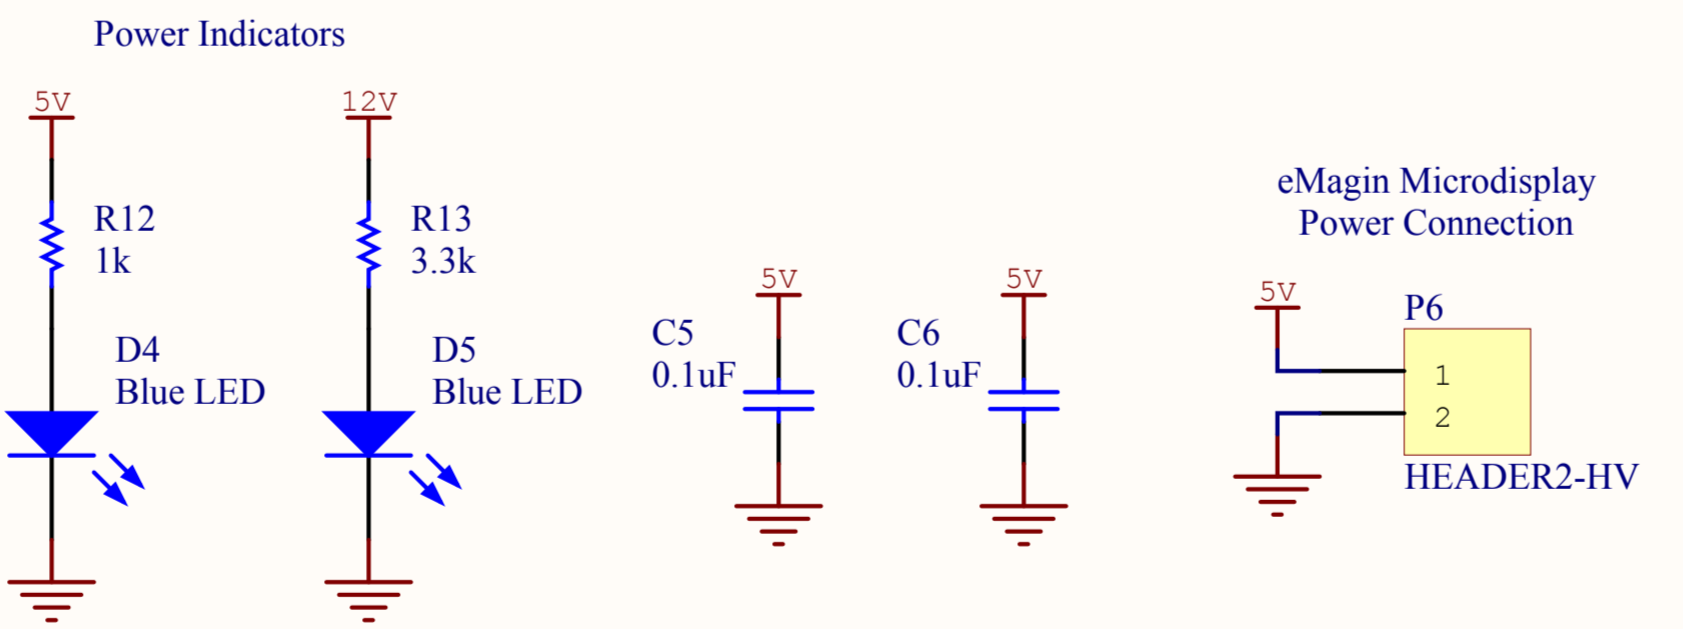 Power Indicators
5V
12V
R12
1k
R13
3.3k
D4
Blue LED
D5
Blue LED
5V
C5
0.1uF
5V
C6
0.1uF
eMagin Microdisplay
Power Connection
5V
P6
1
2
HEADER2-HV